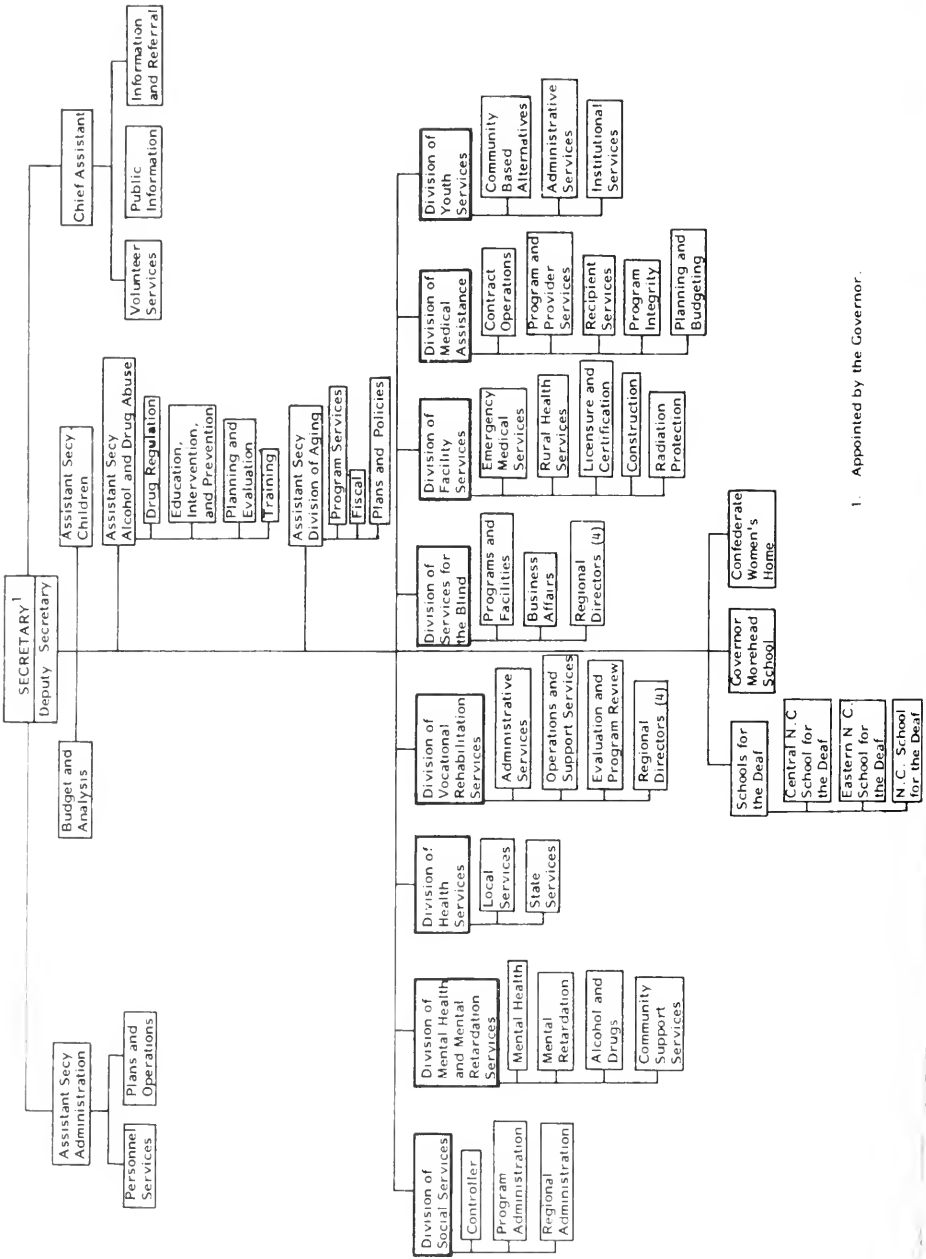 SECRETARY¹
Deputy Secretary
Assistant Secy
Administration
Personnel
Services
Plans and
Operations
Budget and
Analysis
Assistant Secy
Children
Chief Assistant
Volunteer
Services
Public
Information
Information
and Referral
Assistant Secy
Alcohol and Drug Abuse
Drug Regulation
Education,
Intervention,
and Prevention
Planning and
Evaluation
Training
Assistant Secy
Division of Aging
Program Services
Fiscal
Plans and Policies
Division of
Social Services
Controller
Program
Administration
Regional
Administration
Division of
Mental Health
and Mental
Retardation
Services
Mental Health
Mental
Retardation
Alcohol and
Drugs
Community
Support
Services
Division of
Health
Services
Local
Services
State
Services
Division of
Vocational
Rehabilitation
Services
Administrative
Services
Operations and
Support Services
Evaluation and
Program Review
Regional
Directors (4)
Division of
Services for
the Blind
Programs and
Facilities
Business
Affairs
Regional
Directors (4)
Division of
Facility
Services
Emergency
Medical
Services
Rural Health
Services
Licensure and
Certification
Construction
Radiation
Protection
Division of
Medical
Assistance
Contract
Operations
Program and
Provider
Services
Recipient
Services
Program
Integrity
Planning and
Budgeting
Division of
Youth
Services
Community
Based
Alternatives
Administrative
Services
Institutional
Services
Schools for
the Deaf
Central N.C.
School for
the Deaf
Eastern N.C.
School for
the Deaf
N.C. School
for the Deaf
Governor
Morehead
School
Confederate
Women's
Home
1. Appointed by the Governor.